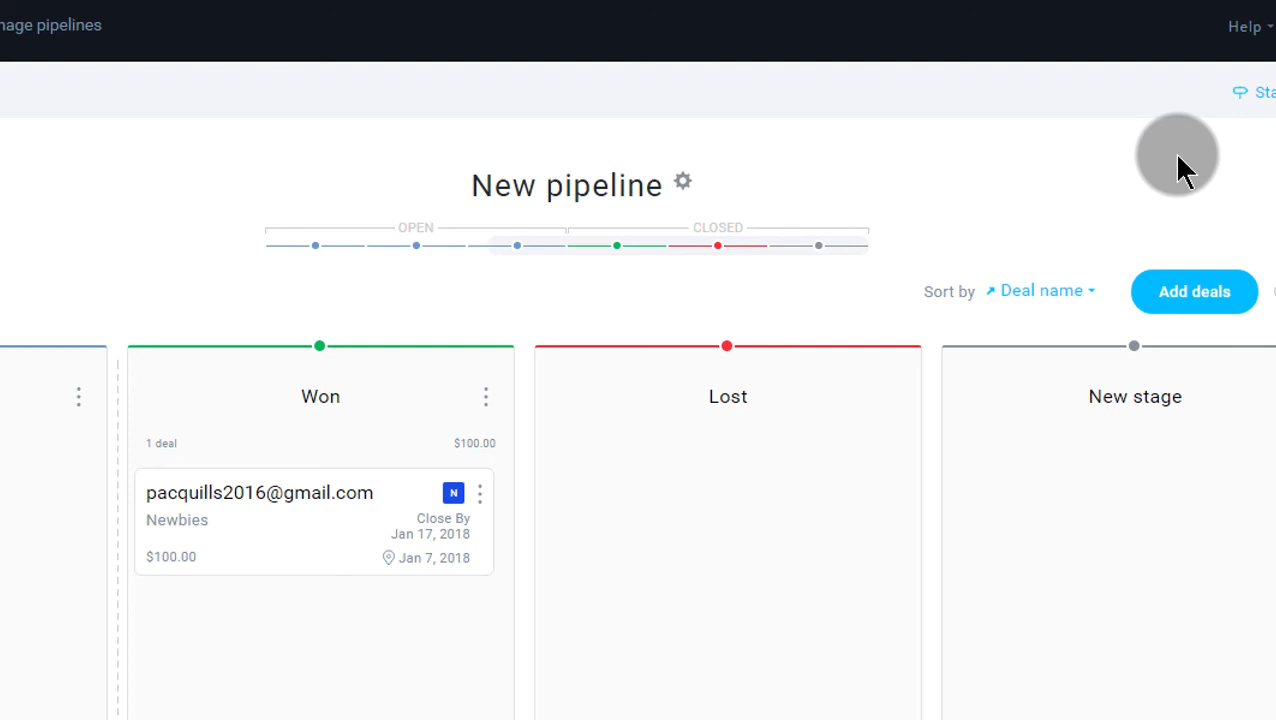 nage pipelines
Help
Sta
New pipeline
OPEN
CLOSED
Sort by
Deal name
Add deals
Won
Lost
New stage
1 deal
$100.00
pacquills2016@gmail.com
N
Newbies
Close By
Jan 17, 2018
$100.00
Jan 7, 2018